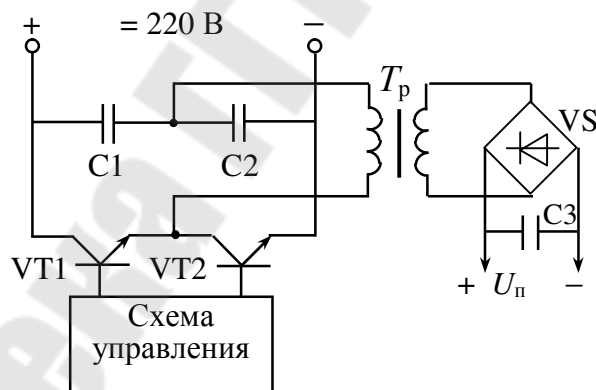 + = 220 В −
Tр
VS
C1 C2
C3
VT1 VT2
+ Uп −
Схема
управления